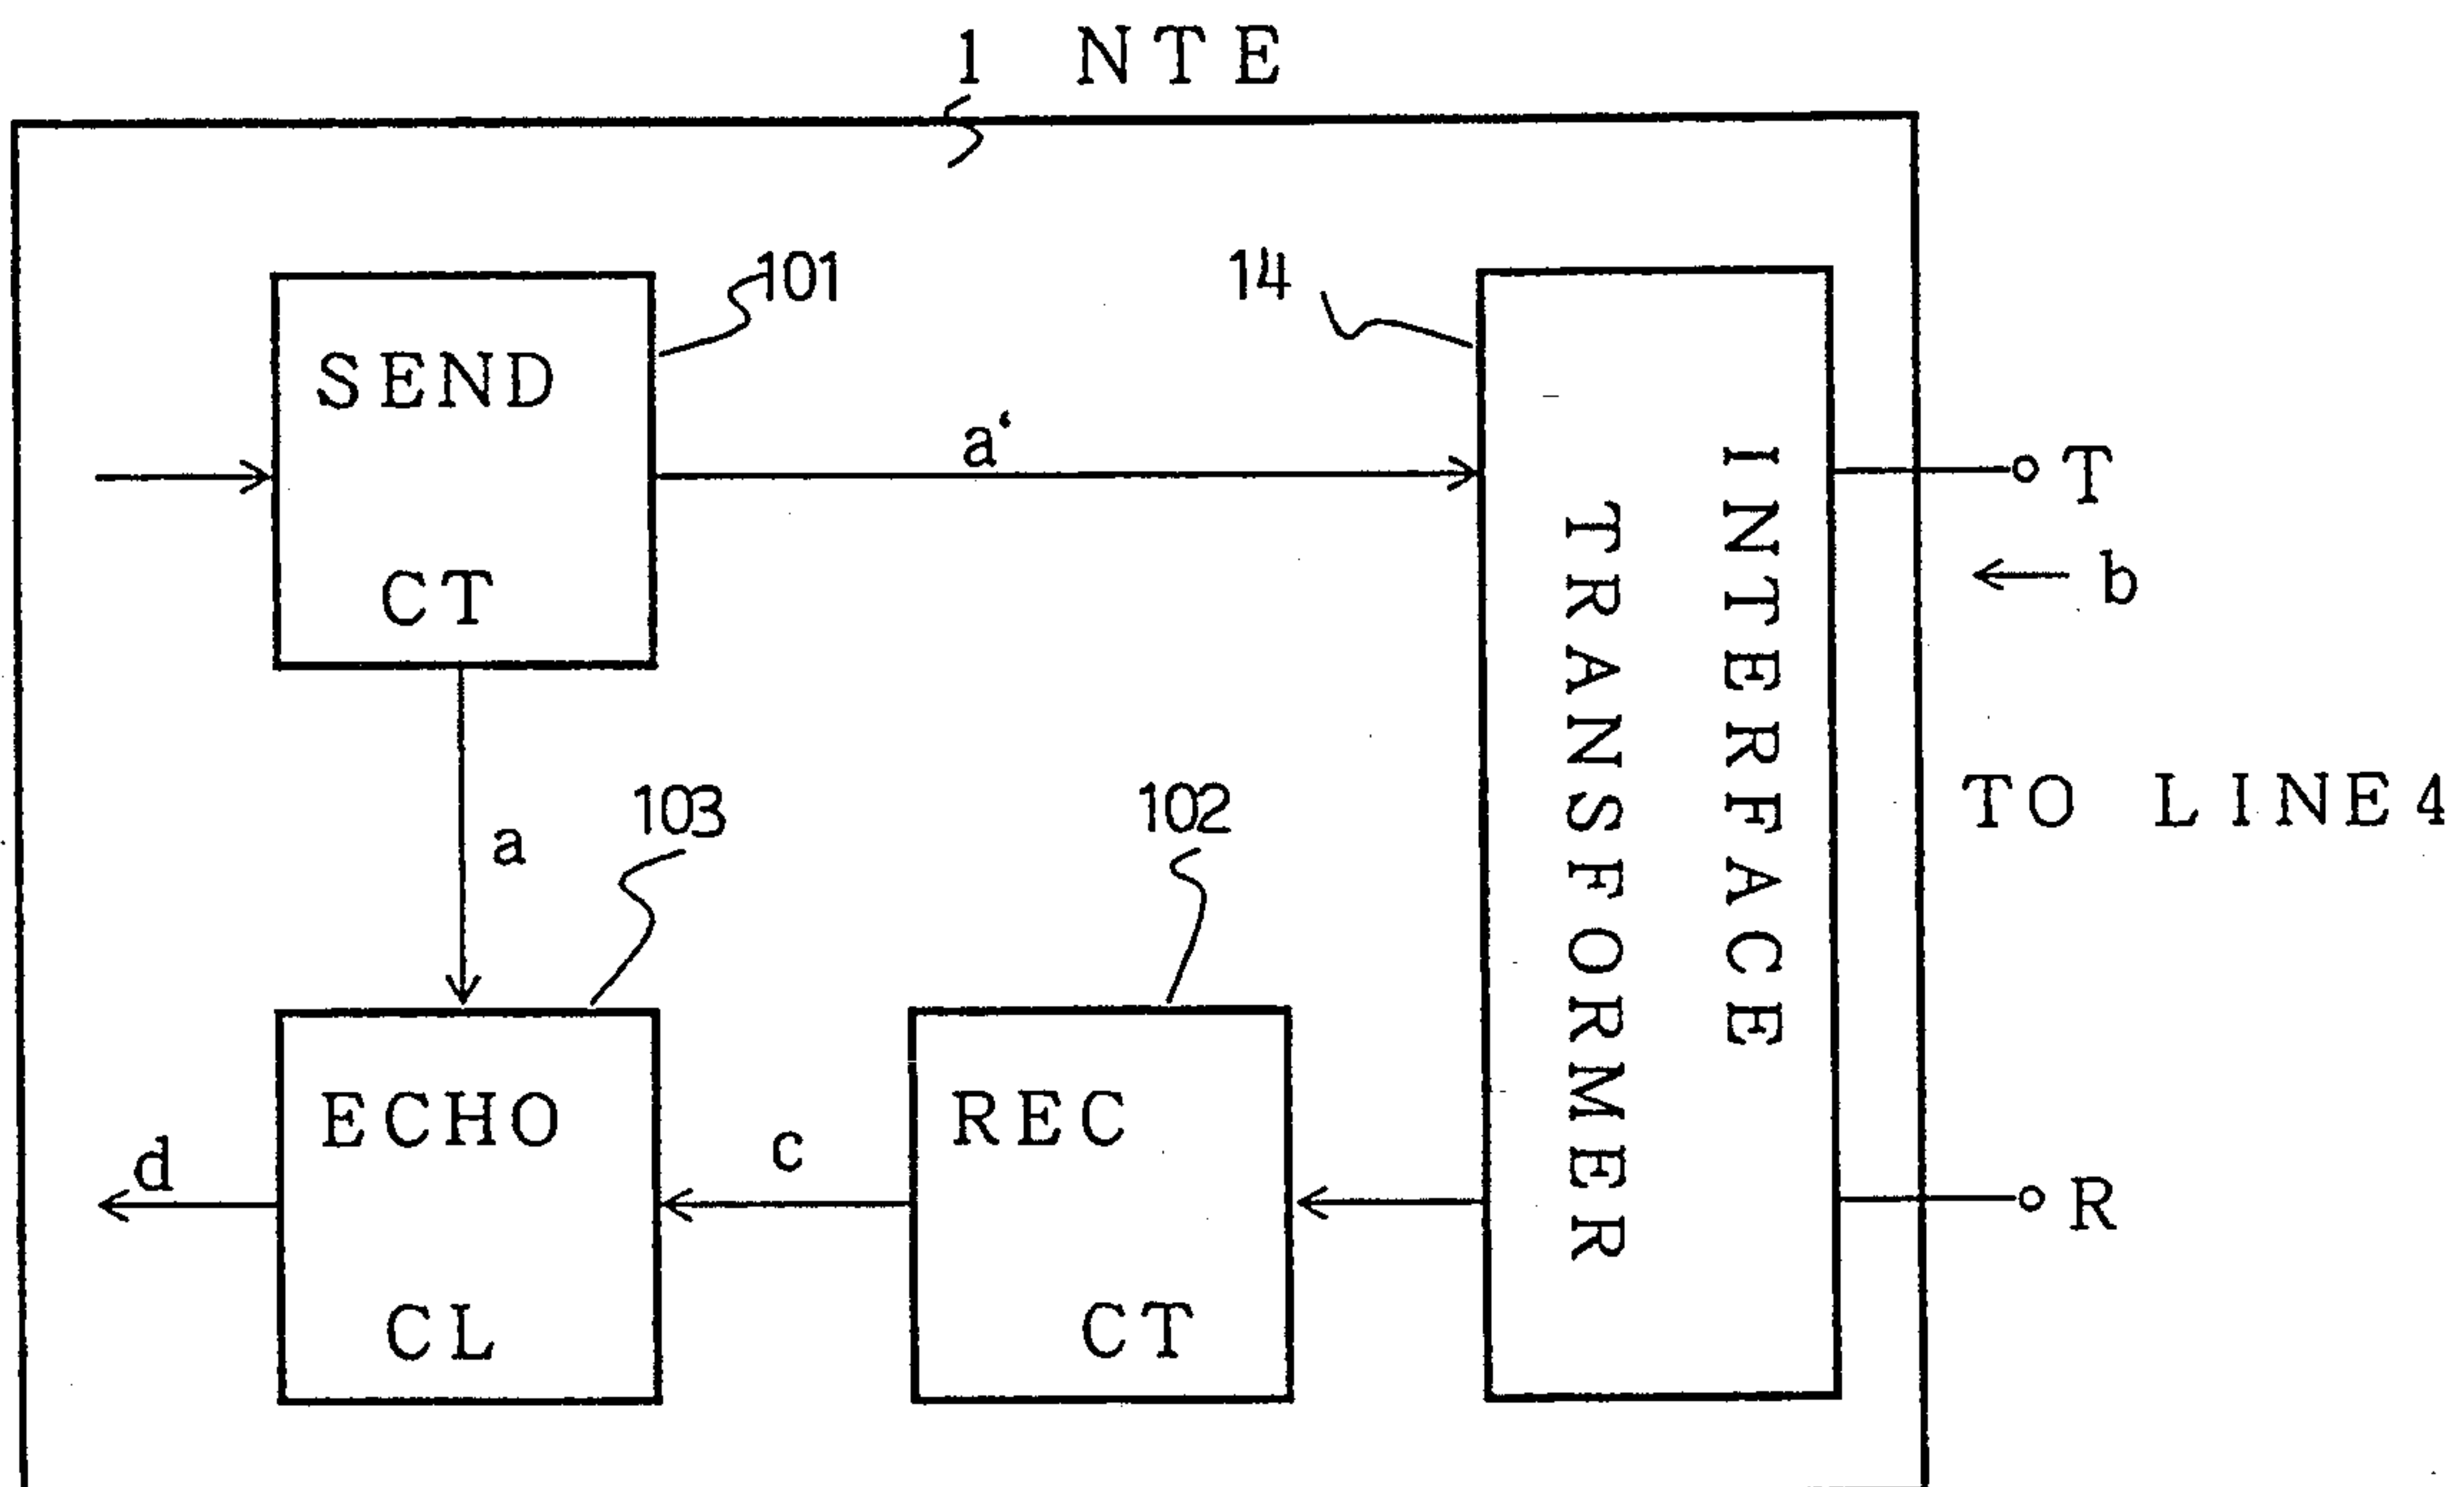 1 NTE
101
14
SEND
CT
a'
T
b
INTERFACE
TRANSFORMER
TO LINE4
a
103
102
ECHO
CL
d
c
REC
CT
R